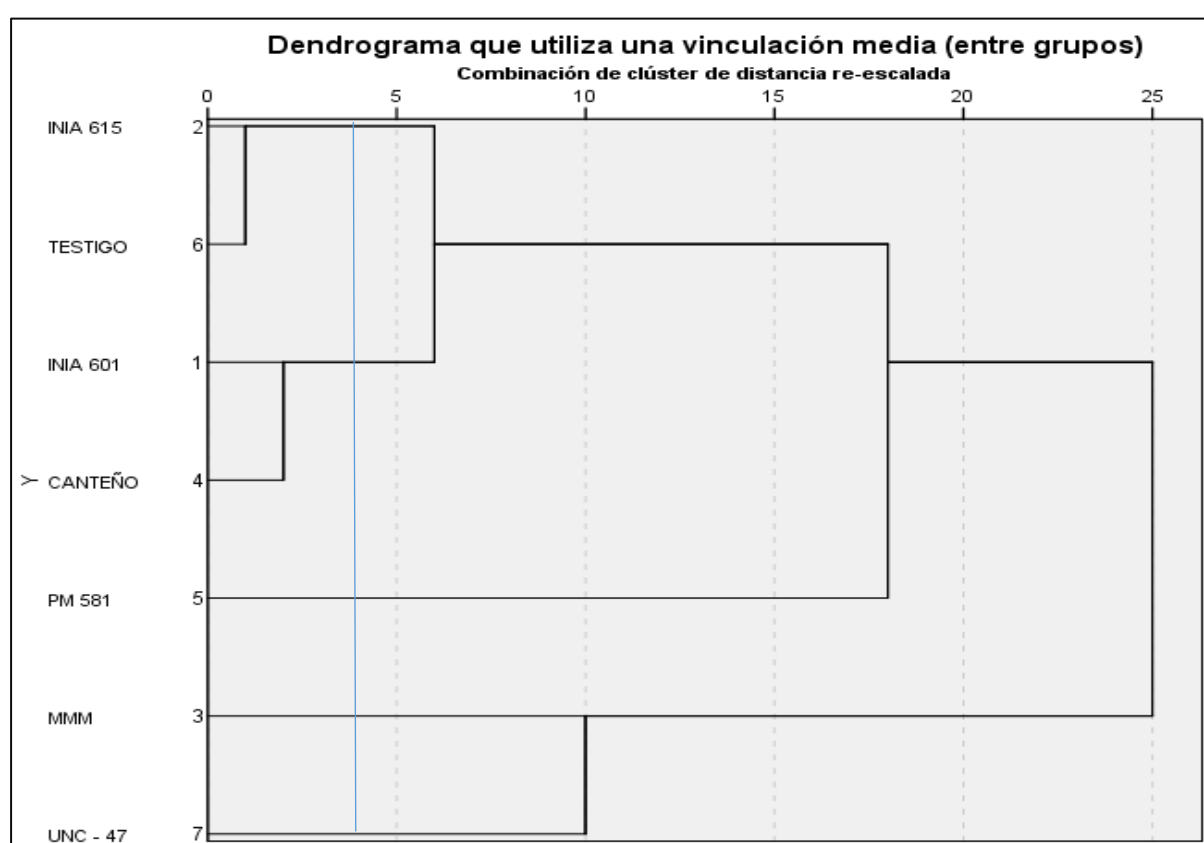 Dendrograma que utiliza una vinculación media (entre grupos)
Combinación de clúster de distancia re-escalada
0 5 10 15 20 25
INIA 615 2
TESTIGO 6
INIA 601 1
Y CANTEÑO 4
PM 581 5
MMM 3
UNC - 47 7